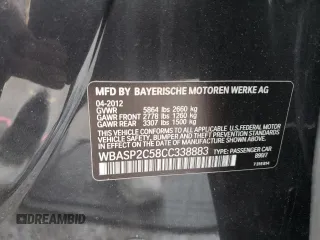 MFD BY BAYERISCHE MOTOREN WERKE AG
04-2012
GVWR 5864 lbs 2660 kg
GAWR FRONT 2778 lbs 1260 kg
GAWR REAR 3307 lbs 1500 kg
THIS VEHICLE CONFORMS TO ALL APPLICABLE FEDERAL MOTOR
VEHICLE SAFETY, BUMPER, AND THEFT PREVENTION STANDARDS
IN EFFECT ON THE DATE OF MANUFACTURE SHOWN ABOVE.
WBASP2C58CC338883 TYPE: PASSENGER CAR
DREAMBID